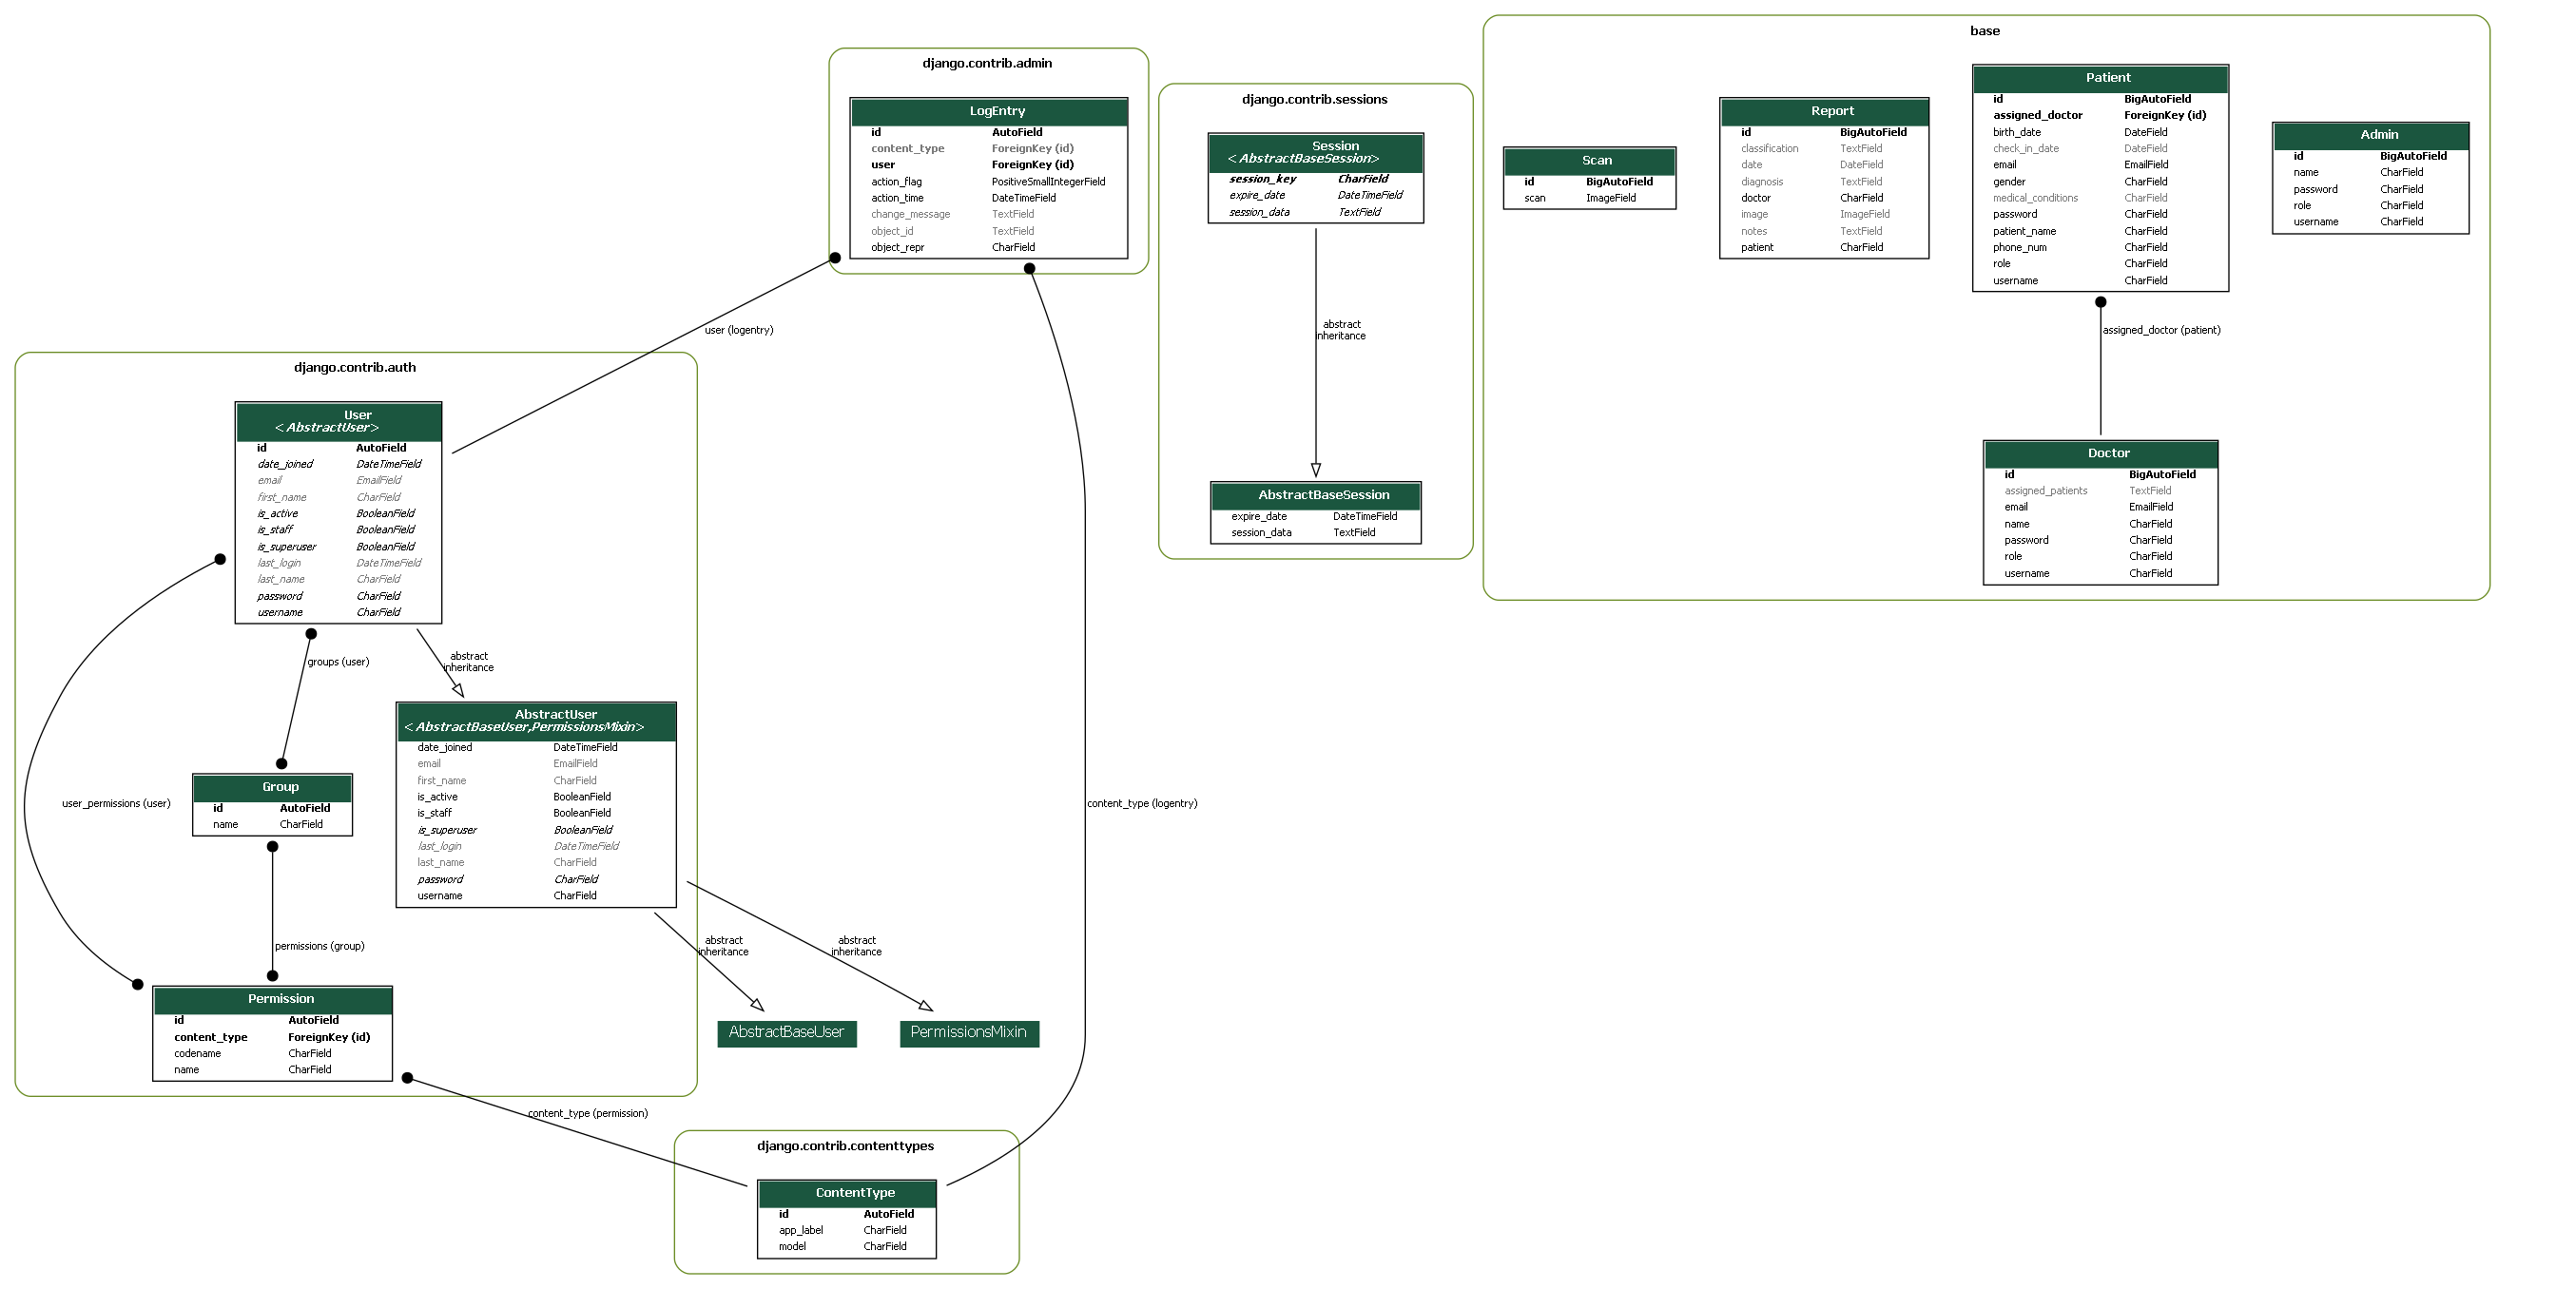 django.contrib.admin
LogEntry
id AutoField
content_type ForeignKey (id)
user ForeignKey (id)
action_flag PositiveSmallIntegerField
action_time DateTimeField
change_message TextField
object_id TextField
object_repr CharField
django.contrib.sessions
Session
<AbstractBaseSession>
session_key CharField
expire_date DateTimeField
session_data TextField
abstract
inheritance
AbstractBaseSession
expire_date DateTimeField
session_data TextField
base
Scan
id BigAutoField
scan ImageField
Report
id BigAutoField
classification TextField
date DateField
diagnosis TextField
doctor CharField
image ImageField
notes TextField
patient CharField
Patient
id BigAutoField
assigned_doctor ForeignKey (id)
birth_date DateField
check_in_date DateField
email EmailField
gender CharField
medical_conditions CharField
password CharField
patient_name CharField
phone_num CharField
role CharField
username CharField
Admin
id BigAutoField
name CharField
password CharField
role CharField
username CharField
assigned_doctor (patient)
Doctor
id BigAutoField
assigned_patients TextField
email EmailField
name CharField
password CharField
role CharField
username CharField
user (logentry)
django.contrib.auth
User
<AbstractUser>
id AutoField
date_joined DateTimeField
email EmailField
first_name CharField
is_active BooleanField
is_staff BooleanField
is_superuser BooleanField
last_login DateTimeField
last_name CharField
password CharField
username CharField
groups (user)
abstract
inheritance
AbstractUser
<AbstractBaseUser,PermissionsMixin>
date_joined DateTimeField
email EmailField
first_name CharField
is_active BooleanField
is_staff BooleanField
is_superuser BooleanField
last_login DateTimeField
last_name CharField
password CharField
username CharField
Group
id AutoField
name CharField
user_permissions (user)
content_type (logentry)
permissions (group)
abstract
inheritance
abstract
inheritance
Permission
id AutoField
content_type ForeignKey (id)
codename CharField
name CharField
AbstractBaseUser
PermissionsMixin
content_type (permission)
django.contrib.contenttypes
ContentType
id AutoField
app_label CharField
model CharField